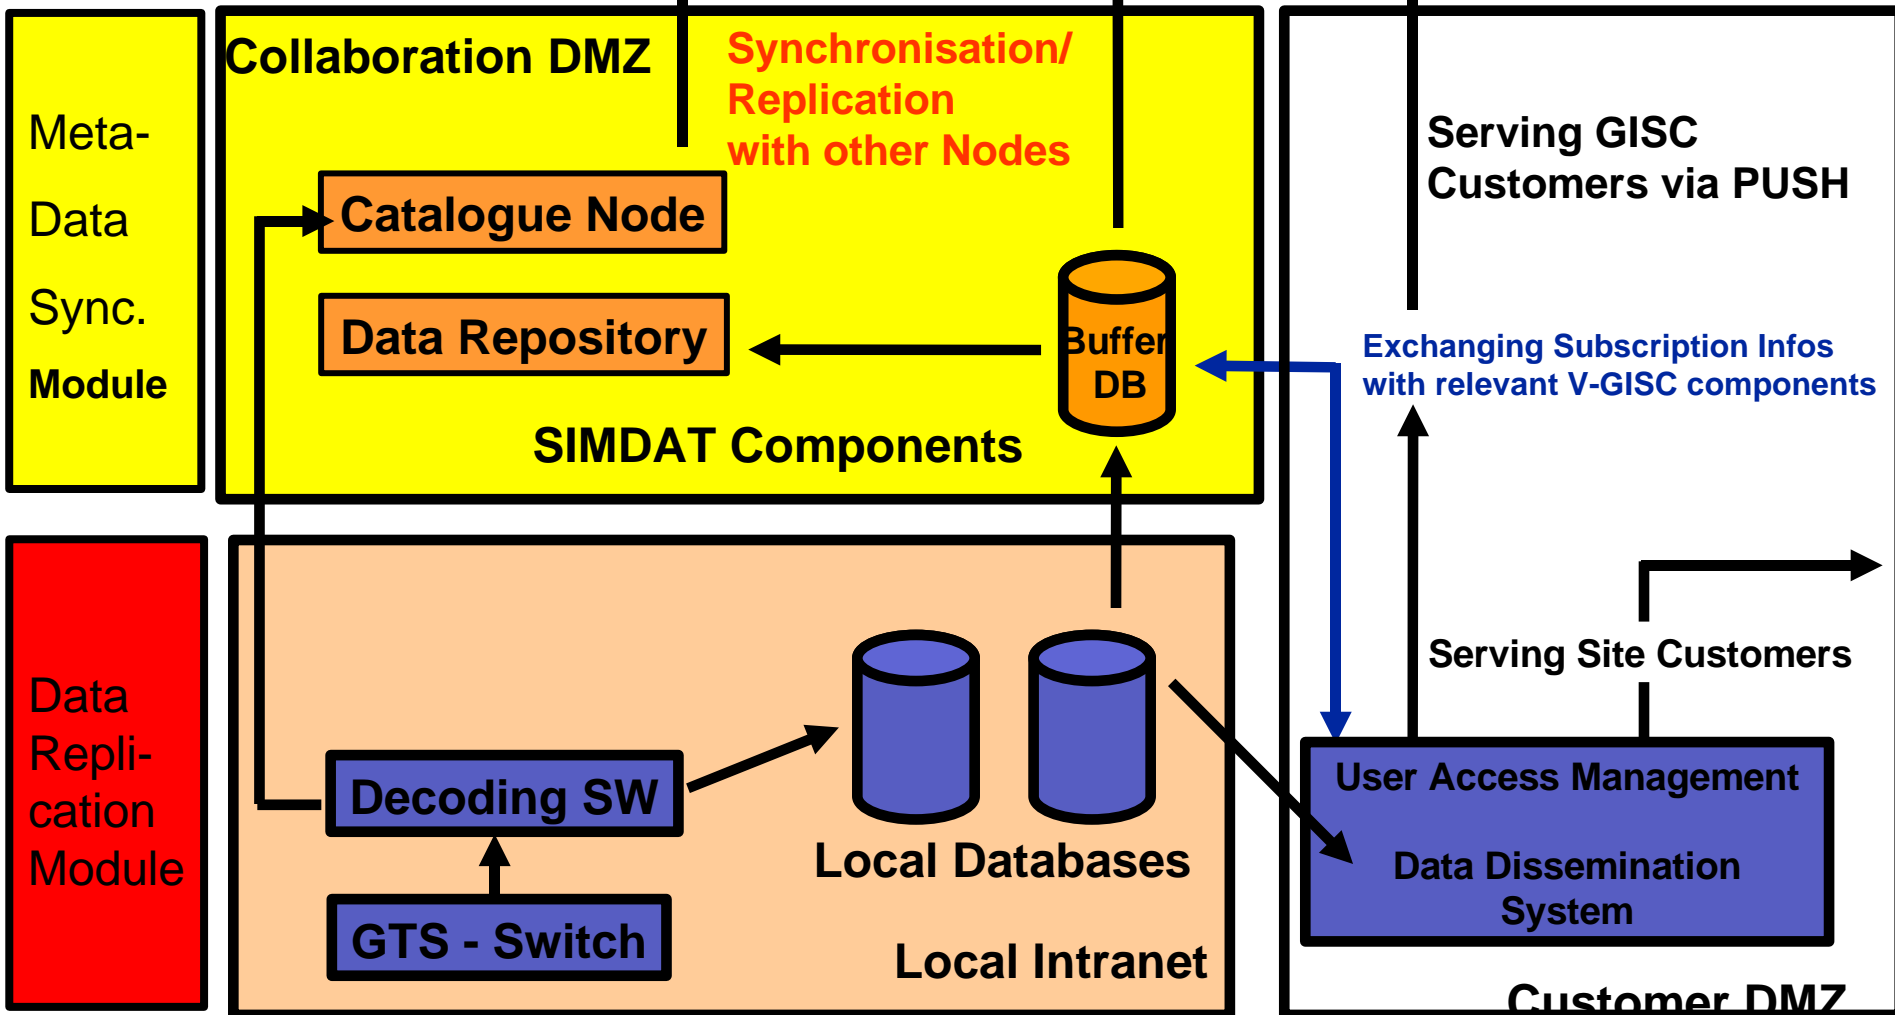 Meta-
Data
Sync.
Module
Collaboration DMZ
Synchronisation/
Replication
with other Nodes
Catalogue Node
Data Repository
Buffer
DB
SIMDAT Components
Serving GISC
Customers via PUSH
Exchanging Subscription Infos
with relevant V-GISC components
Data
Repli-
cation
Module
Decoding SW
GTS - Switch
Local Databases
Local Intranet
Serving Site Customers
User Access Management
Data Dissemination
System
Customer DMZ